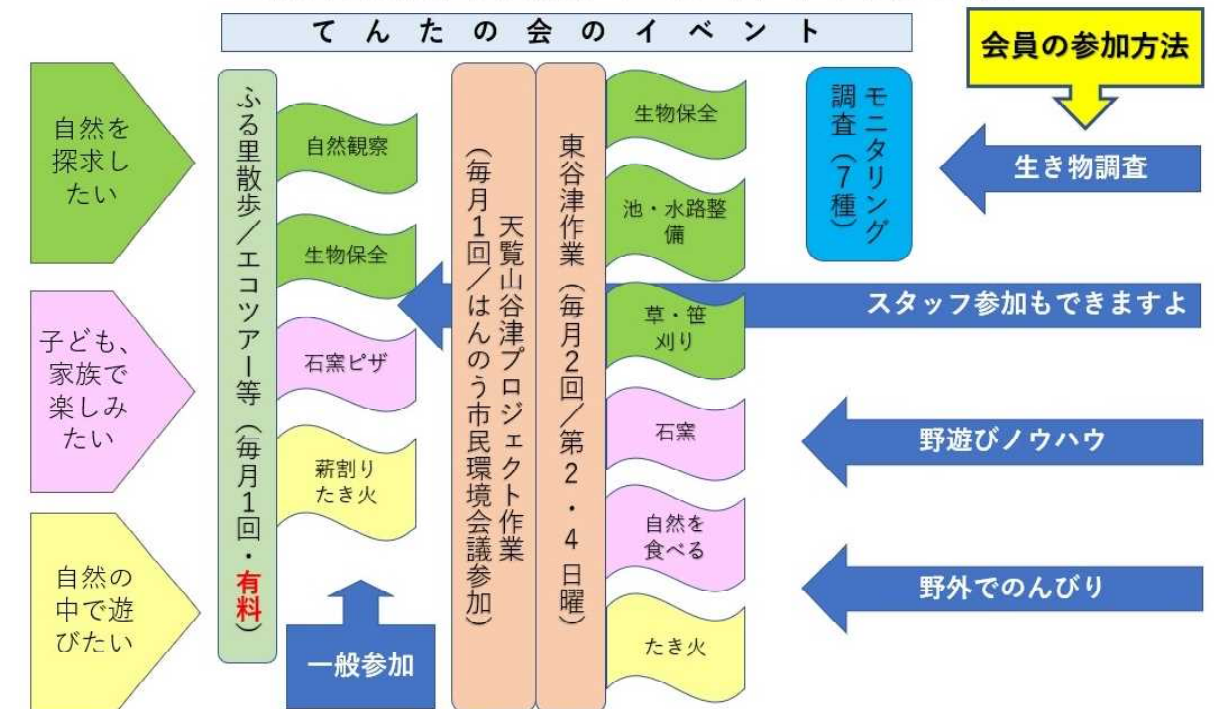 てんたの会のイベント
会員の参加方法
自然を
探求し
たい
子ども、
家族で
楽しみ
たい
自然の
中で遊
びたい
ふる里散歩／エコツアー等（毎月1回・有料）
自然観察
生物保全
石窯ピザ
薪割り
たき火
一般参加
天覧山谷津プロジェクト作業
（毎月1回／はんのう市民環境会議参加）
東谷津作業（毎月2回／第2・4日曜）
生物保全
池・水路整
備
草・笹
刈り
石窯
自然を
食べる
たき火
モニタリング
調査（7種）
生き物調査
スタッフ参加もできますよ
野遊びノウハウ
野外でのんびり